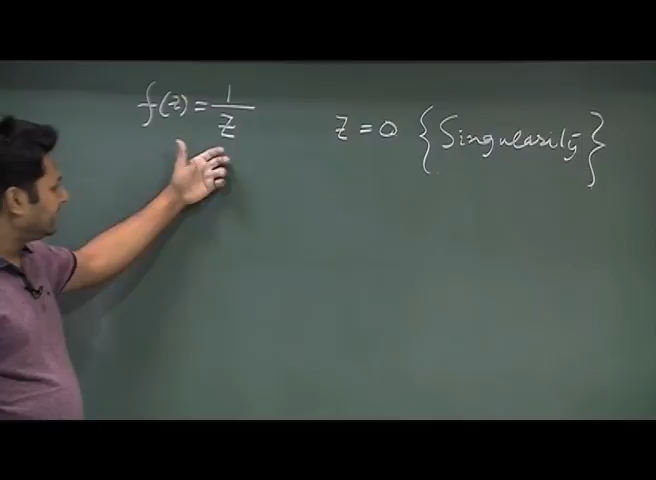 f(z) = 1/z
z = 0 {Singularity}